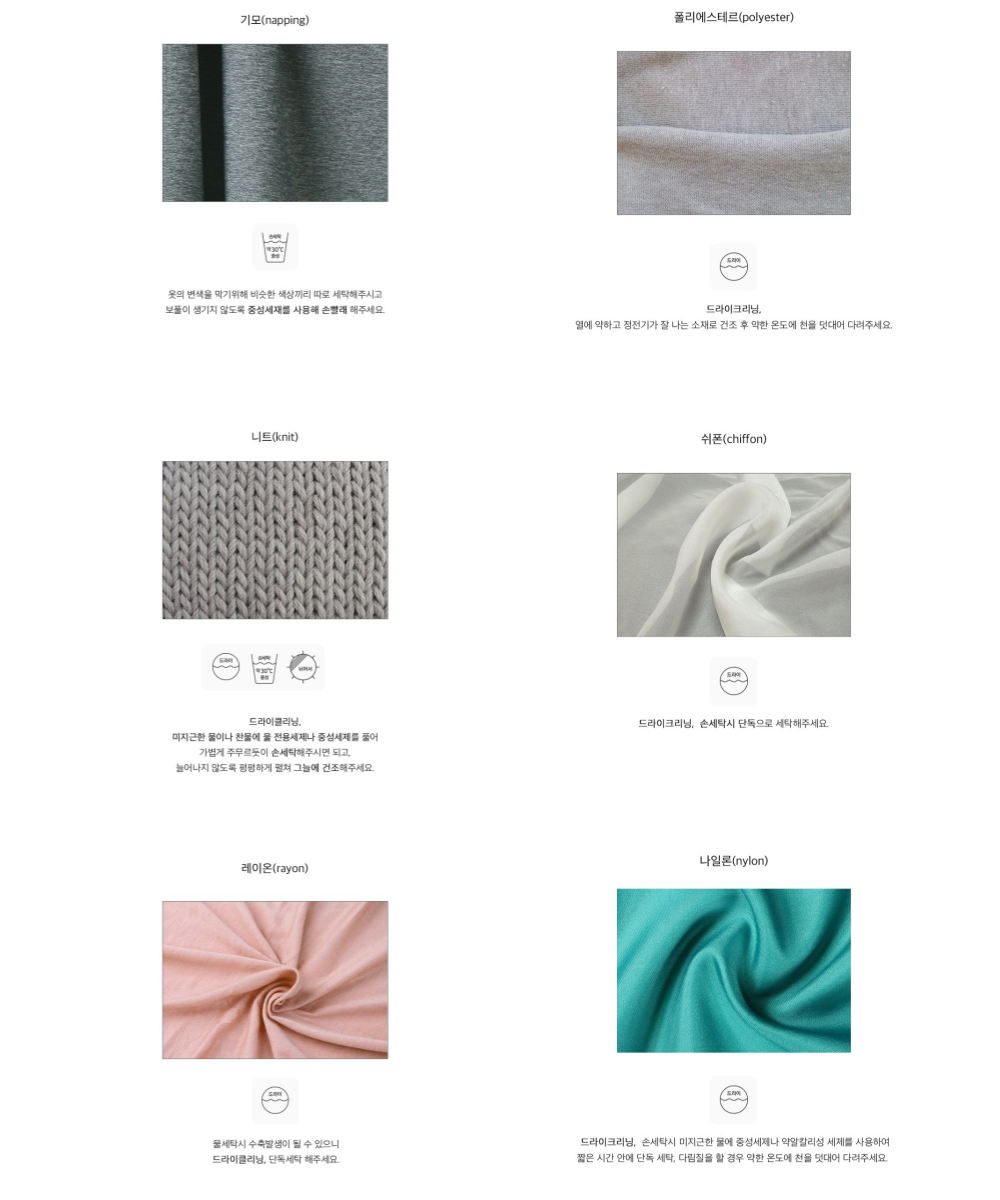 기모(napping)
손세탁
약30℃
중성
옷의 변색을 막기위해 비슷한 색상끼리 따로 세탁해주시고
보풀이 생기지 않도록 중성세재를 사용해 손빨래 해주세요.
폴리에스테르(polyester)
드라이
드라이크리닝,
열에 약하고 정전기가 잘 나는 소재로 건조 후 약한 온도에 천을 덧대어 다려주세요.
니트(knit)
드라이
손세탁
약30℃
중성
뉘어서
드라이클리닝,
미지근한 물이나 찬물에 울 전용세제나 중성세제를 풀어
가볍게 주무르듯이 손세탁해주시면 되고,
늘어나지 않도록 평평하게 펼쳐 그늘에 건조해주세요.
쉬폰(chiffon)
드라이
드라이크리닝, 손세탁시 단독으로 세탁해주세요.
레이온(rayon)
드라이
물세탁시 수축발생이 될 수 있으니
드라이클리닝, 단독세탁 해주세요.
나일론(nylon)
드라이
드라이크리닝, 손세탁시 미지근한 물에 중성세제나 약알칼리성 세제를 사용하여
짧은 시간 안에 단독 세탁, 다림질을 할 경우 약한 온도에 천을 덧대어 다려주세요.